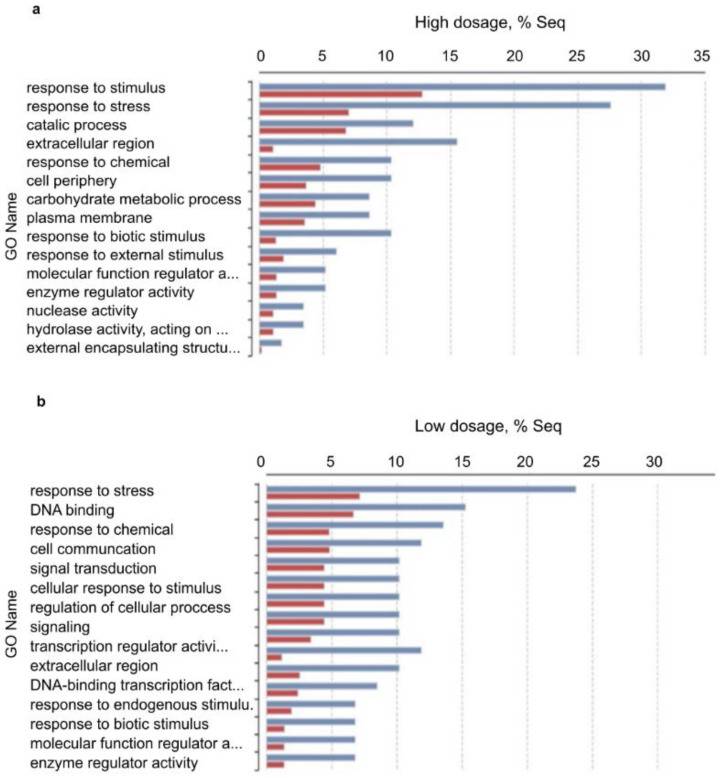 a
High dosage, % Seq
0 5 10 15 20 25 30 35
GO Name
response to stimulus
response to stress
catalic process
extracellular region
response to chemical
cell periphery
carbohydrate metabolic process
plasma membrane
response to biotic stimulus
response to external stimulus
molecular function regulator a...
enzyme regulator activity
nuclease activity
hydrolase activity, acting on ...
external encapsulating structu...
b
Low dosage, % Seq
0 5 10 15 20 25 30
GO Name
response to stress
DNA binding
response to chemical
cell communcation
signal transduction
cellular response to stimulus
regulation of cellular proccess
signaling
transcription regulator activi...
extracellular region
DNA-binding transcription fact...
response to endogenous stimulu.
response to biotic stimulus
molecular function regulator a...
enzyme regulator activity